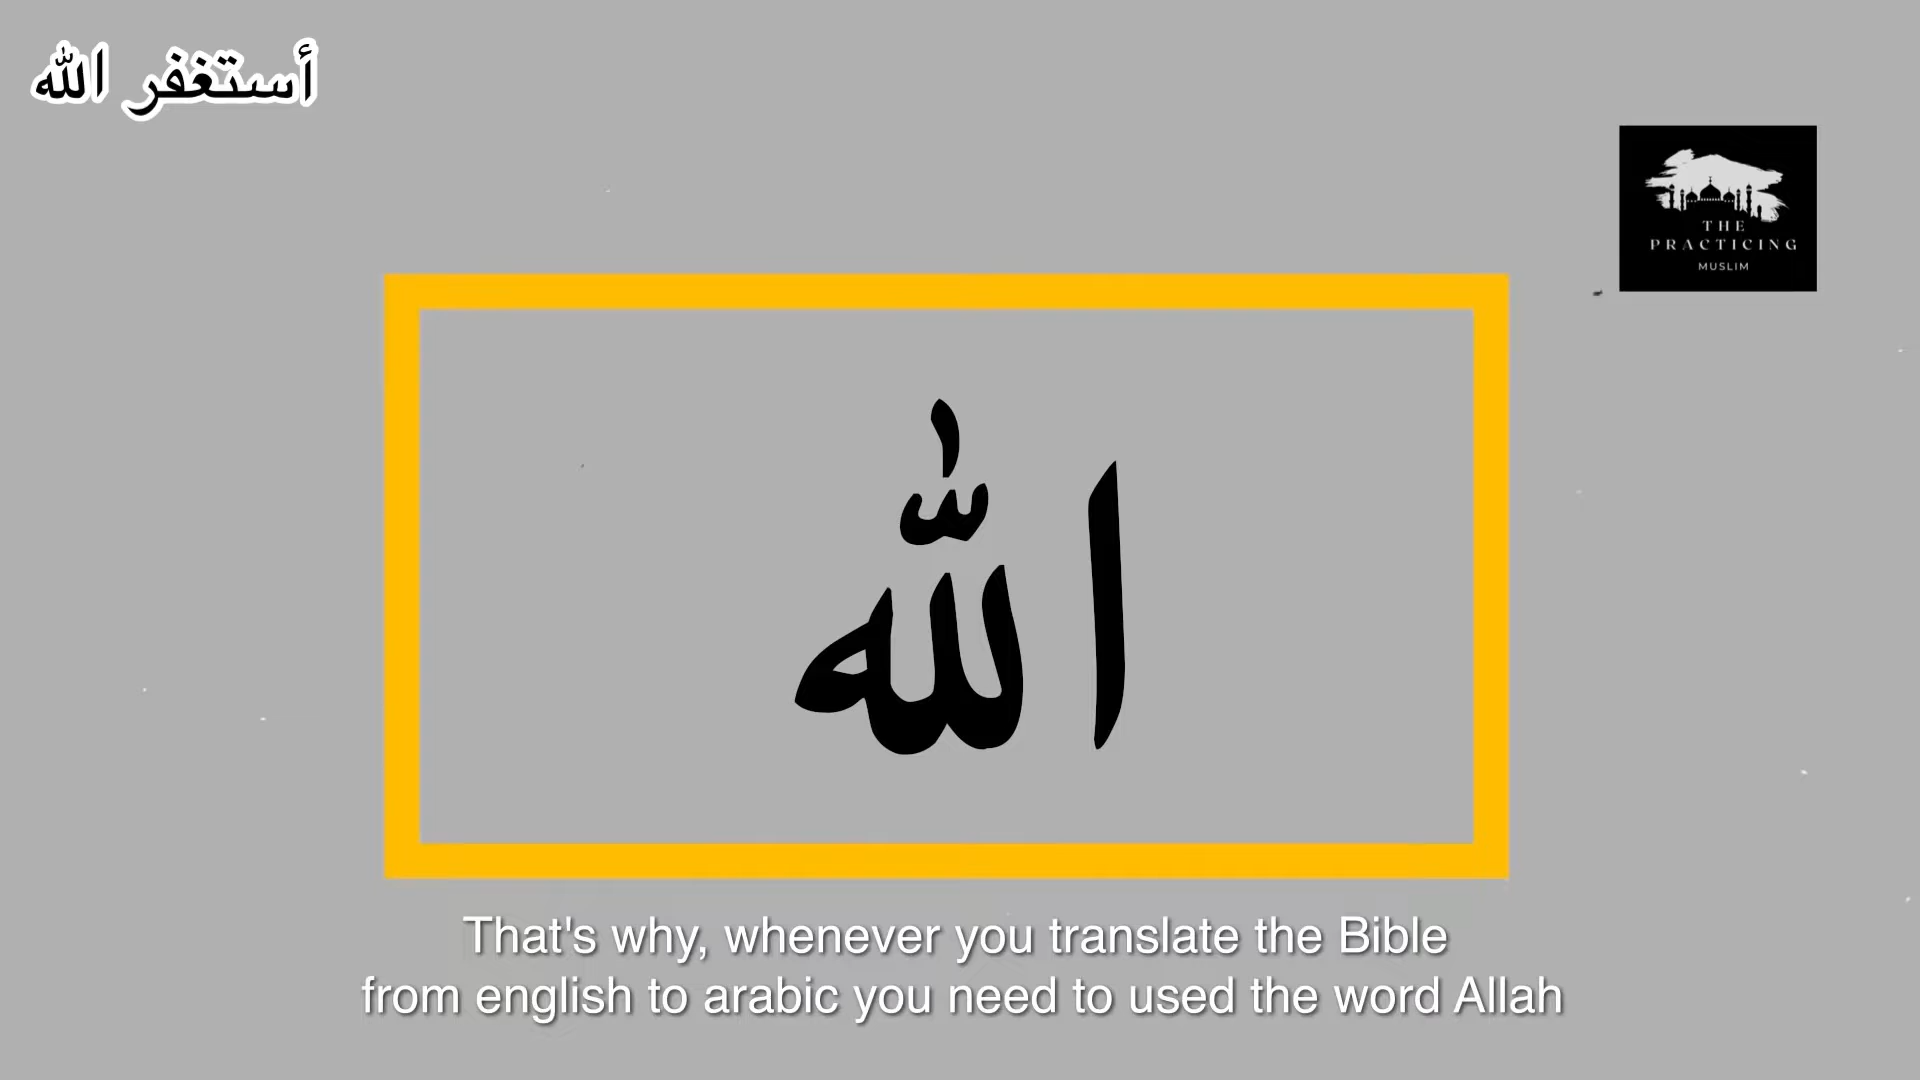 أستغفر الله
THE
PRACTICING
MUSLIM
الله
That's why, whenever you translate the Bible
from english to arabic you need to used the word Allah